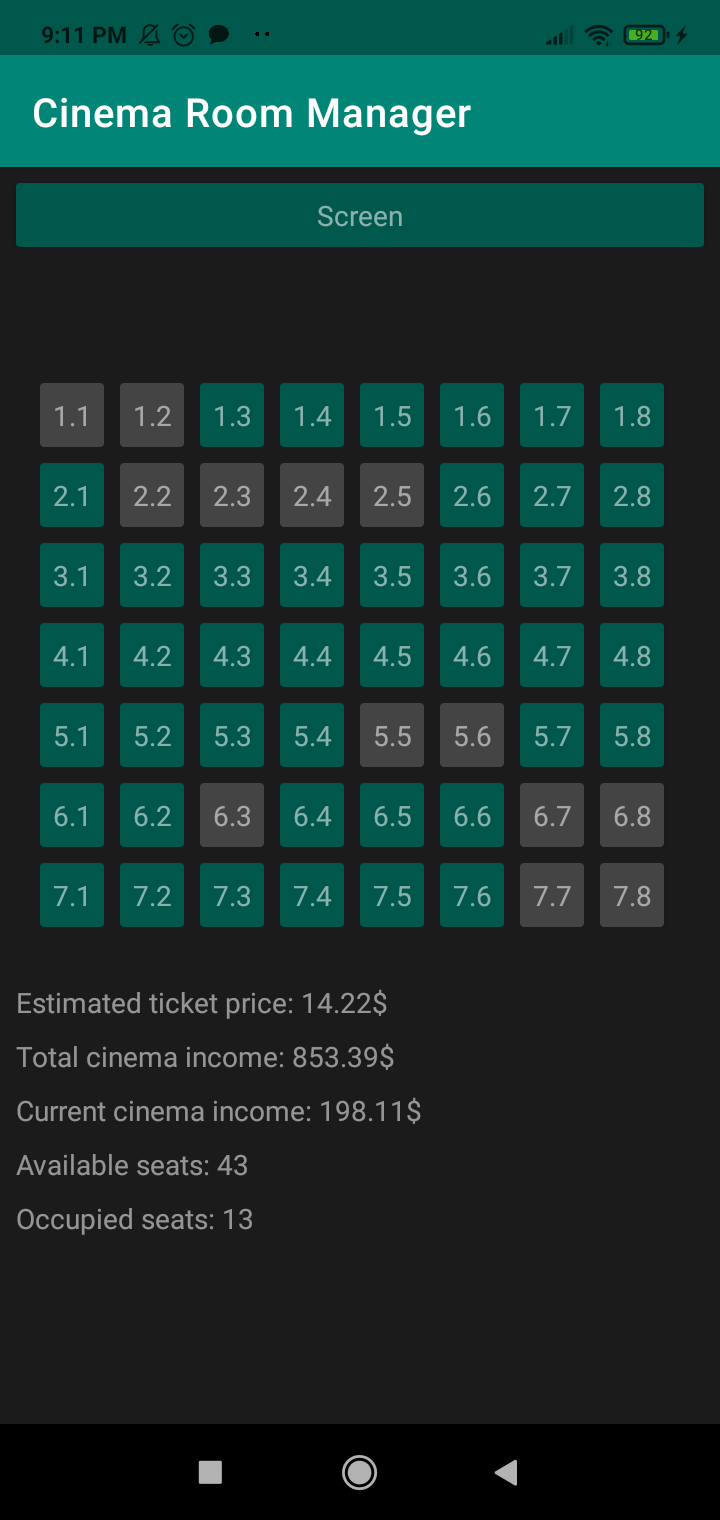 9:11 PM 92
Cinema Room Manager
Screen
1.1 1.2 1.3 1.4 1.5 1.6 1.7 1.8
2.1 2.2 2.3 2.4 2.5 2.6 2.7 2.8
3.1 3.2 3.3 3.4 3.5 3.6 3.7 3.8
4.1 4.2 4.3 4.4 4.5 4.6 4.7 4.8
5.1 5.2 5.3 5.4 5.5 5.6 5.7 5.8
6.1 6.2 6.3 6.4 6.5 6.6 6.7 6.8
7.1 7.2 7.3 7.4 7.5 7.6 7.7 7.8
Estimated ticket price: 14.22$
Total cinema income: 853.39$
Current cinema income: 198.11$
Available seats: 43
Occupied seats: 13